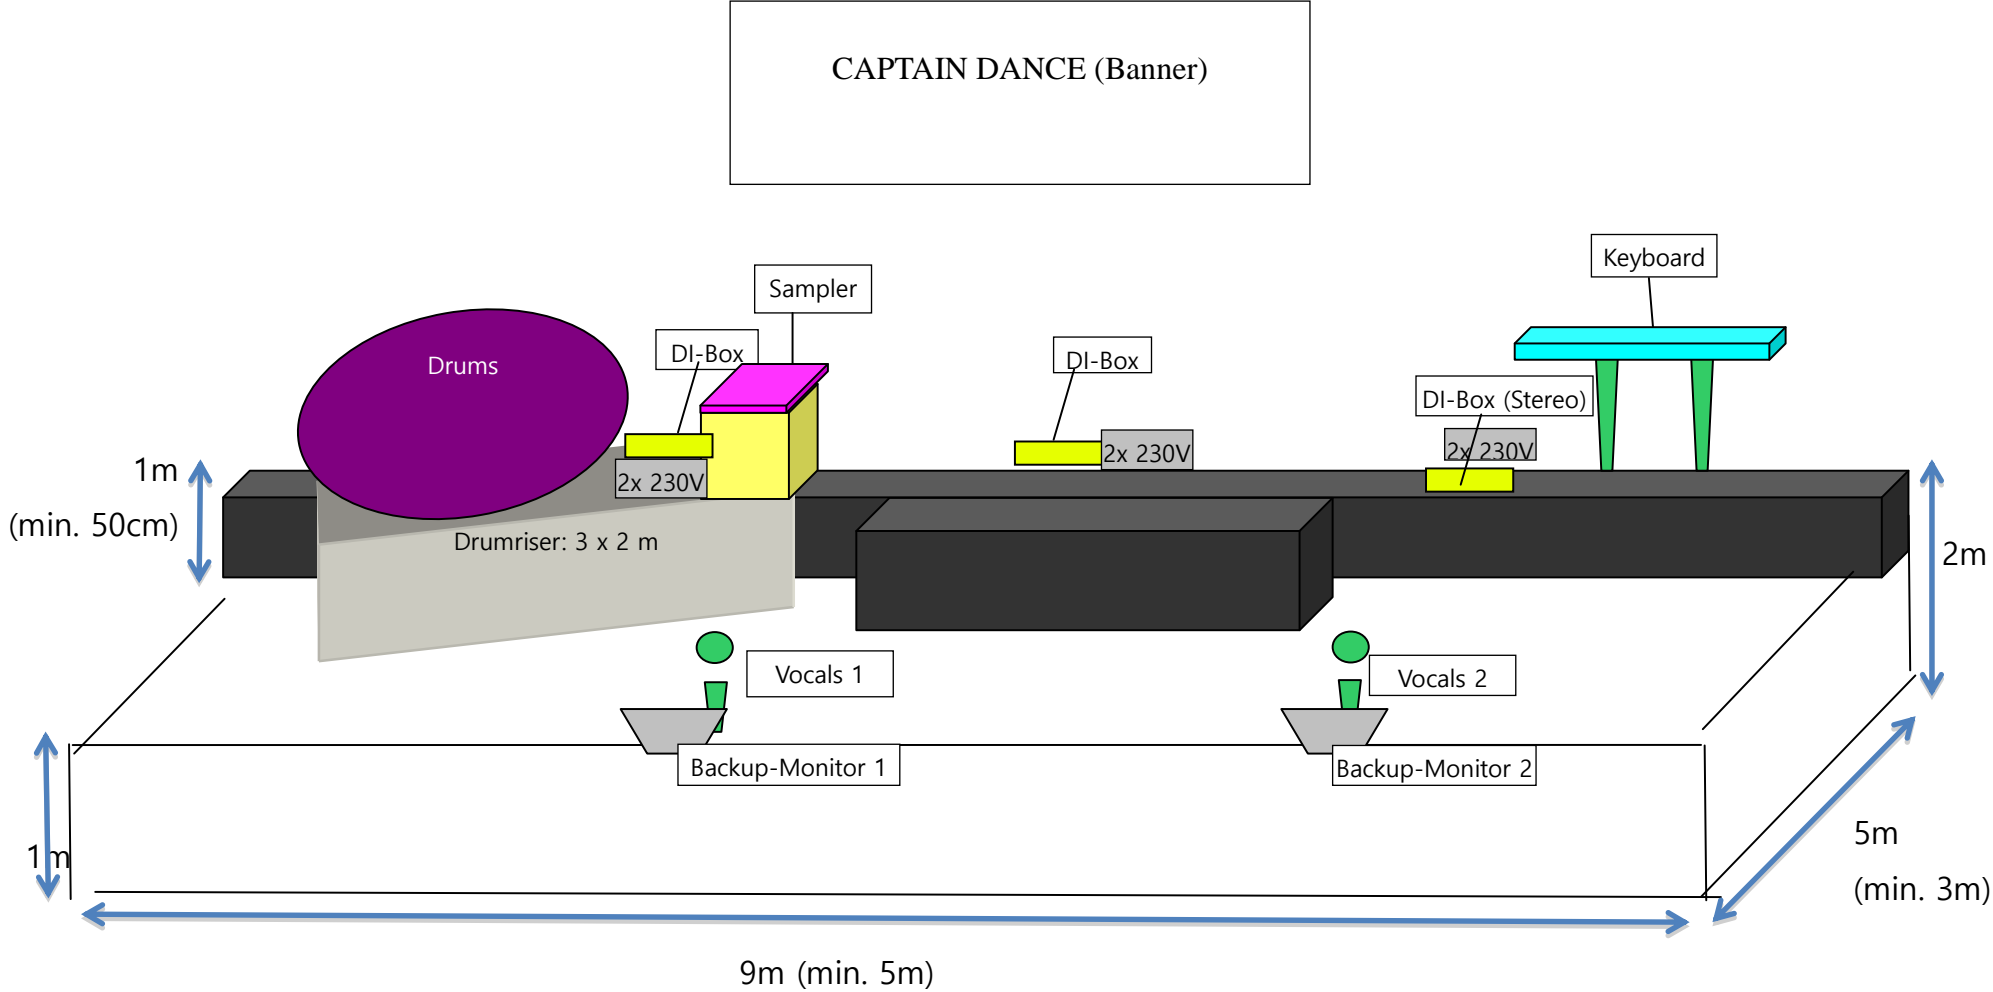 CAPTAIN DANCE (Banner)
Keyboard
Sampler
DI-Box
DI-Box
Drums
DI-Box (Stereo)
2x 230V
2x 230V
2x 230V
1m
(min. 50cm)
Drumriser: 3 x 2 m
2m
Vocals 1
Vocals 2
Backup-Monitor 1
Backup-Monitor 2
1m
5m
(min. 3m)
9m (min. 5m)